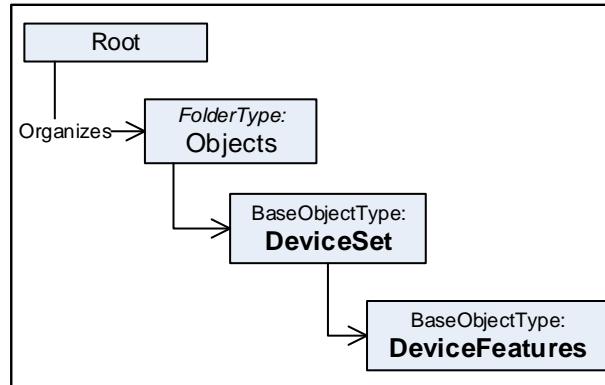 Root
Organizes
FolderType:
Objects
BaseObjectType:
DeviceSet
BaseObjectType:
DeviceFeatures